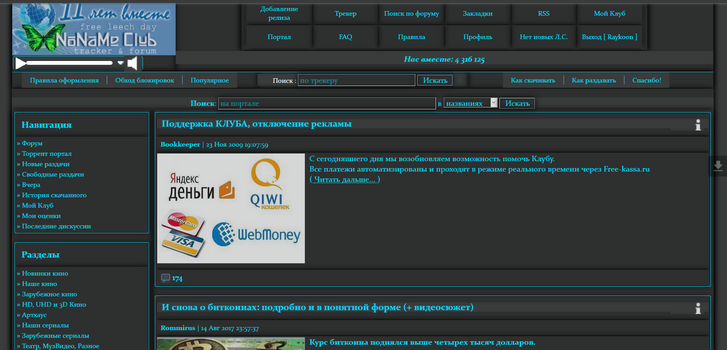 11 лет вместе
free leech day
NoNaMe Club
tracker & forum
Добавление релиза
Трекер
Поиск по форуму
Закладки
RSS
Мой Клуб
Портал
FAQ
Правила
Профиль
Нет новых Л.С.
Выход [ Raykoon ]
Нас вместе: 4 316 125
Правила оформления
Обход блокировок
Популярное
Поиск : по трекеру
Искать
Как скачивать
Как раздавать
Спасибо!
Поиск: на портале
в названиях
Искать
Навигация
» Форум
» Торрент портал
» Новые раздачи
» Свободные раздачи
» Вчера
» История скачанного
» Мой Клуб
» Мои оценки
» Последние дискуссии
Разделы
» Новинки кино
» Наше кино
» Зарубежное кино
» HD, UHD и 3D Кино
» Артхаус
» Наши сериалы
» Зарубежные сериалы
» Театр, МузВидео, Разное
Поддержка КЛУБА, отключение рекламы
Bookkeeper | 23 Ноя 2009 19:07:59
Яндекс деньги
QIWI
КОШЕЛЕК
MasterCard
VISA
WebMoney
С сегодняшнего дня мы возобновляем возможность помочь Клубу.
Все платежи автоматизированы и проходят в режиме реального времени через Free-kassa.ru
( Читать дальше... )
174
И снова о биткоинах: подробно и в понятной форме (+ видеосюжет)
Rommirus | 14 Авг 2017 23:57:37
Курс биткоина поднялся выше четырех тысяч долларов.